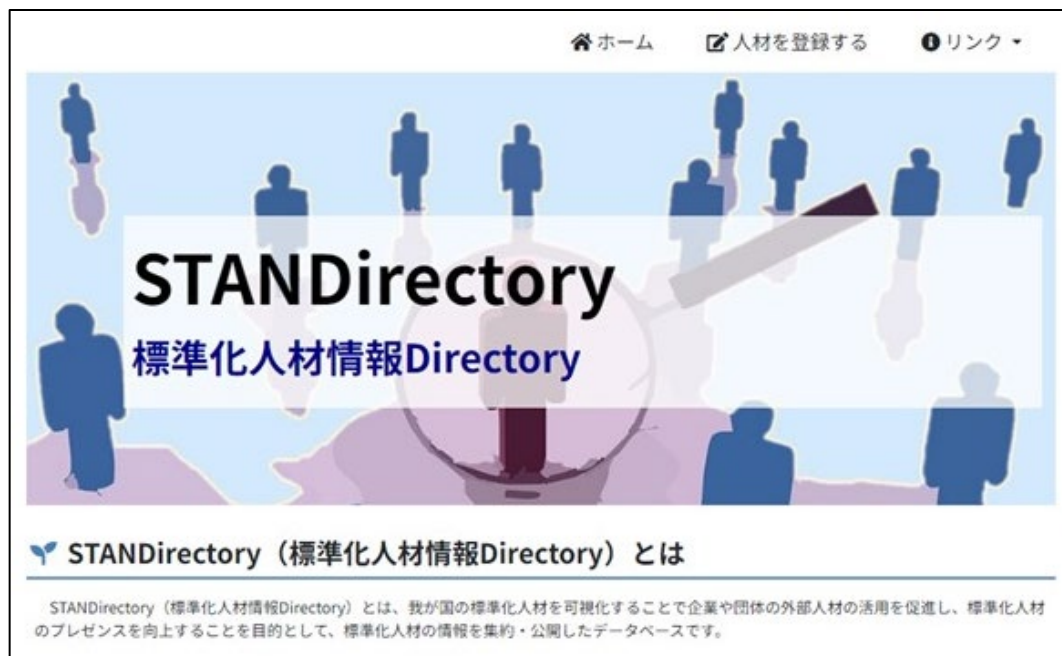 ホーム 人材を登録する リンク
STANDirectory
標準化人材情報Directory
STANDirectory（標準化人材情報Directory）とは
STANDirectory（標準化人材情報Directory）とは、我が国の標準化人材を可視化することで企業や団体の外部人材の活用を促進し、標準化人材
のプレゼンスを向上することを目的として、標準化人材の情報を集約・公開したデータベースです。